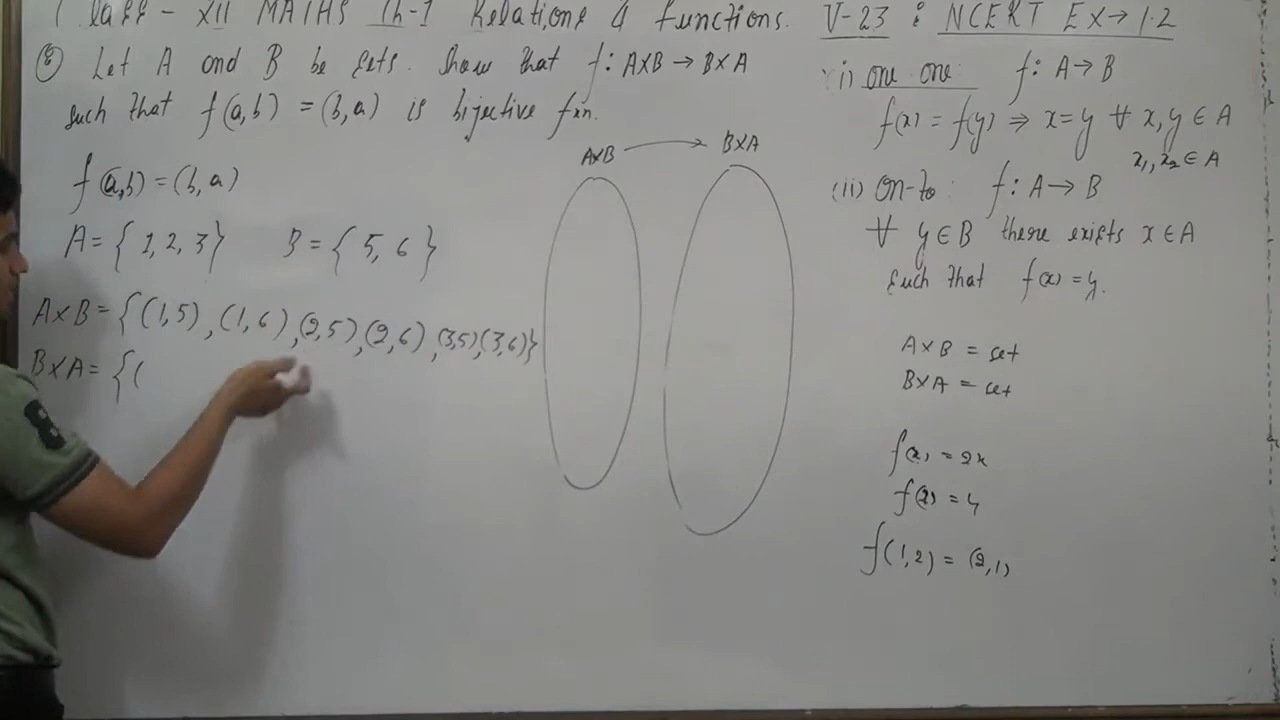 Class - XII MATHS Ch-1 Relations & Functions. V-23 : NCERT EX→1.2
⑧ Let A and B be sets. Show that f: A×B → B×A
such that f(a,b) = (b,a) is bijective fxn.
f(a,b) = (b,a)
A = { 1, 2, 3 } B = { 5, 6 }
A×B = { (1,5) , (1,6) , (2,5) , (2,6) , (3,5) , (3,6) }
B×A = { (
A×B → B×A
(i) one one: f: A→B
f(x) = f(y) ⇒ x=y ∀ x,y ∈ A
x₁, x₂ ∈ A
(ii) on-to: f: A→B
∀ y∈B there exists x∈A
such that f(x) = y.
A×B = set
B×A = set
f(x) = 2x
f(2) = 4
f(1,2) = (2,1)